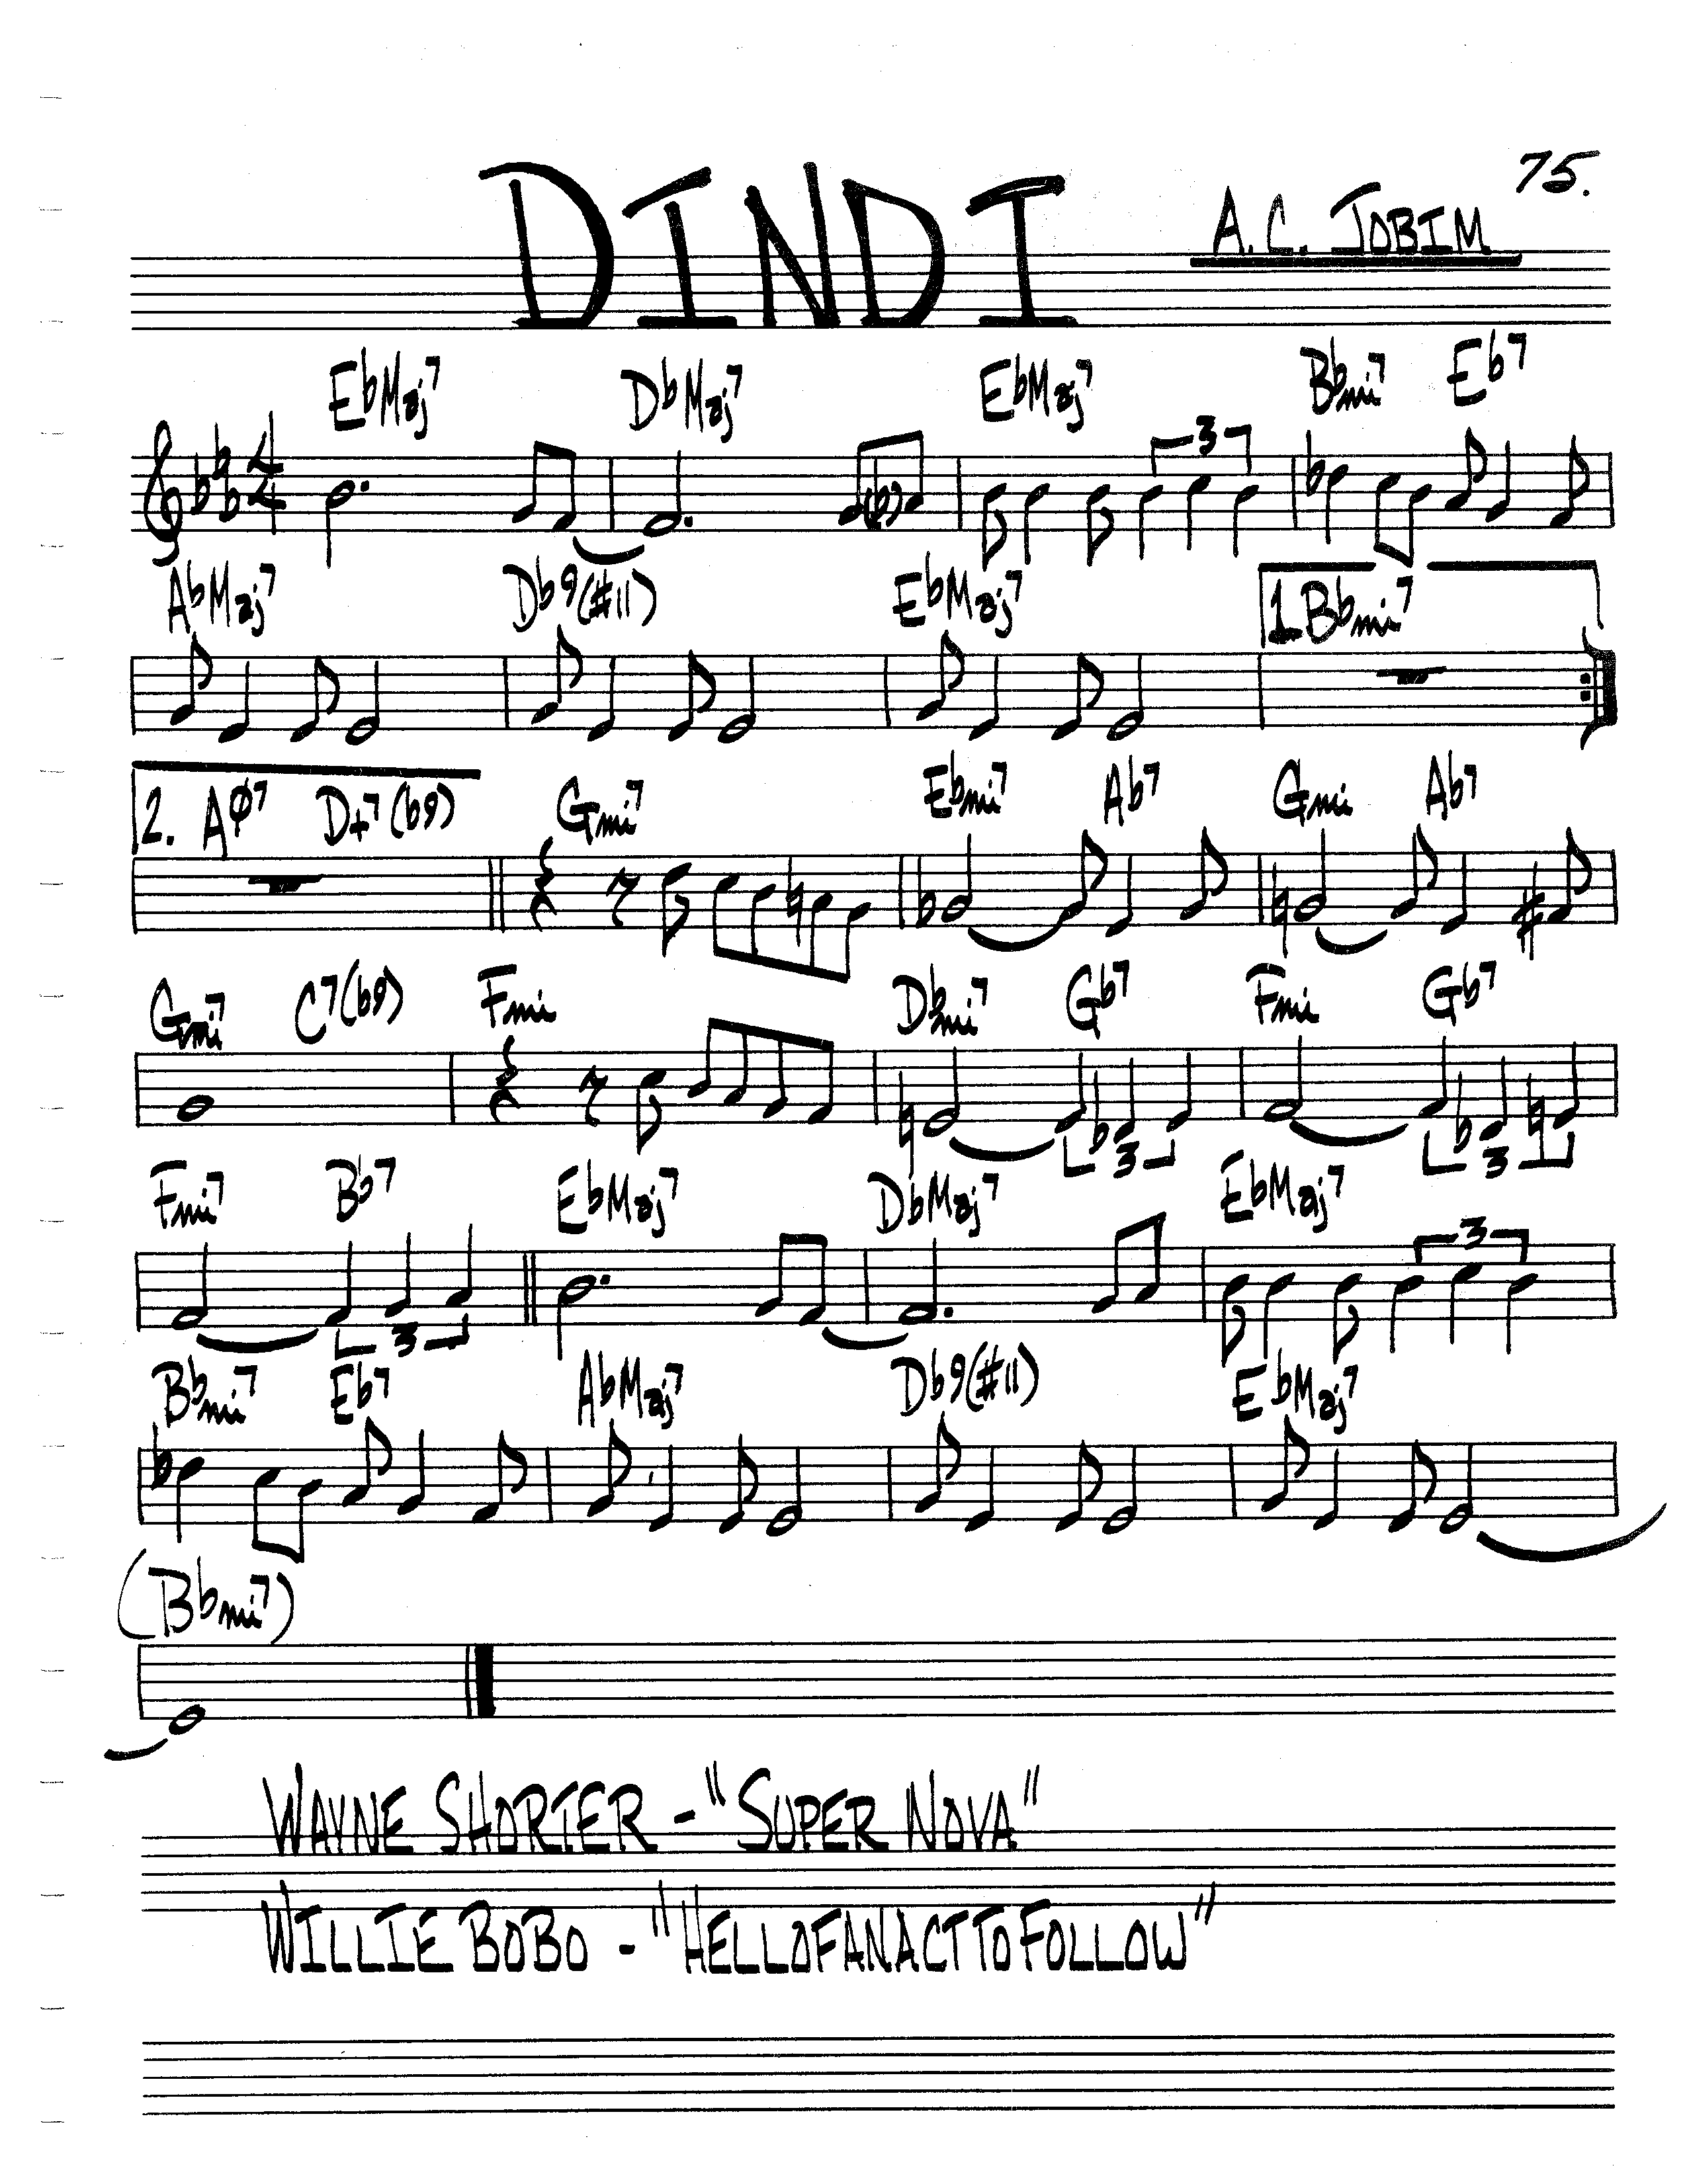 75.
DINDI
A.C. JOBIM
EbMaj7 DbMaj7 EbMaj7 Bbmi7 Eb7
4
4
(b)
3
AbMaj7 Db9(#11) EbMaj7 1. Bbmi7
2. Aø7 D+7(b9) Gmi7 Ebmi7 Ab7 Gmi Ab7
Gmi7 C7(b9) Fmi Dbmi7 Gb7 Fmi Gb7
3 3
Fmi7 Bb7 EbMaj7 DbMaj7 EbMaj7
3 3
Bbmi7 Eb7 AbMaj7 Db9(#11) EbMaj7
(Bbmi7)
WAYNE SHORTER - "SUPER NOVA"
WILLIE BOBO - "HELLOFANACTTOFOLLOW"